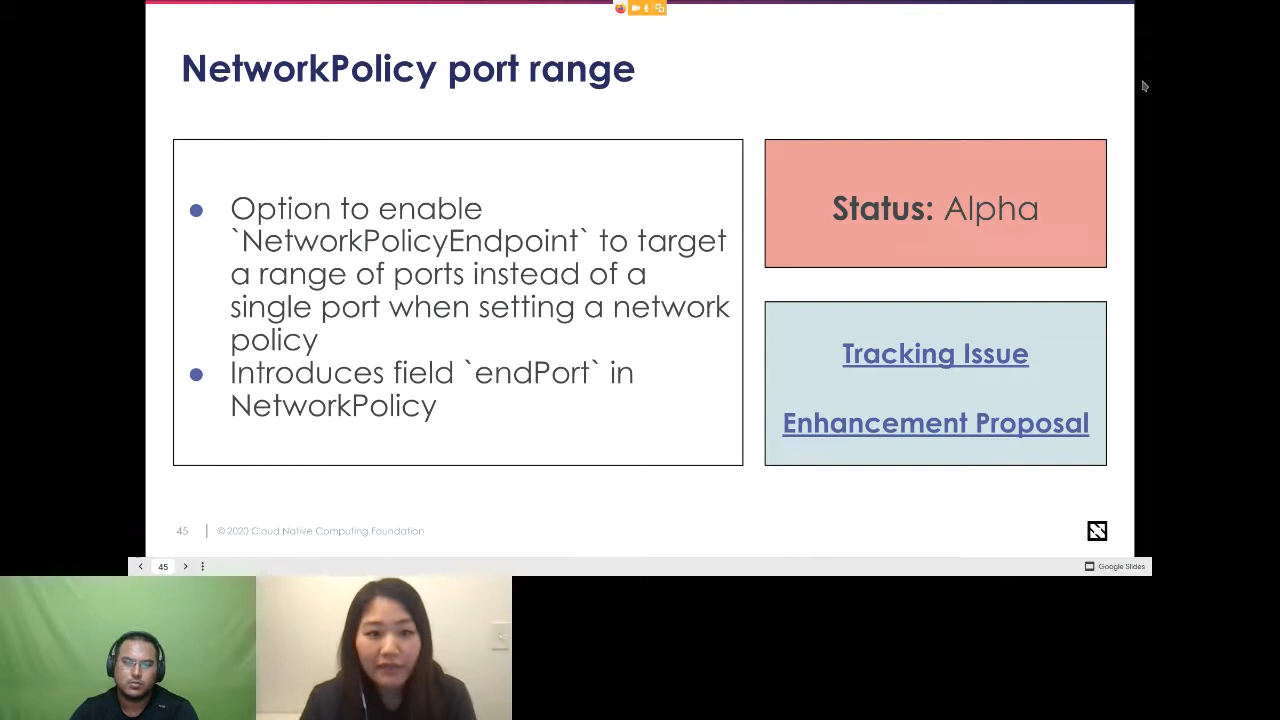 NetworkPolicy port range
● Option to enable
`NetworkPolicyEndpoint` to target
a range of ports instead of a
single port when setting a network
policy
● Introduces field `endPort` in
NetworkPolicy
Status: Alpha
Tracking Issue
Enhancement Proposal
45 | © 2020 Cloud Native Computing Foundation
45
Google Slides